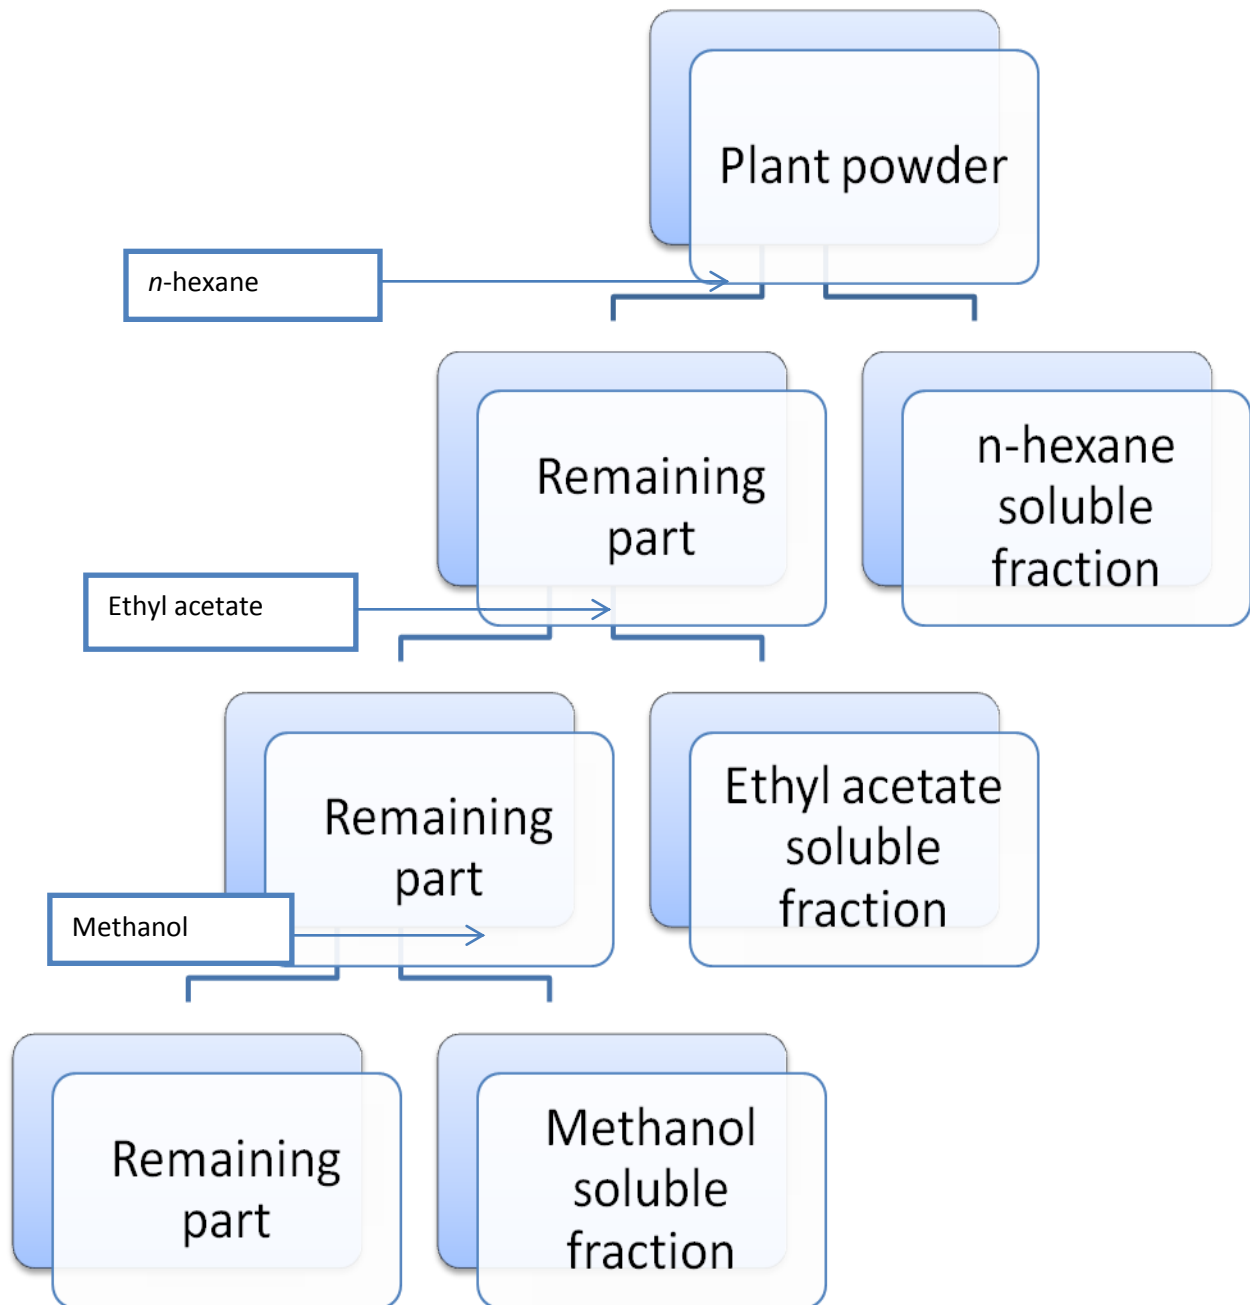 Plant powder
n-hexane
Remaining
part
n-hexane
soluble
fraction
Ethyl acetate
Remaining
part
Ethyl acetate
soluble
fraction
Methanol
Remaining
part
Methanol
soluble
fraction